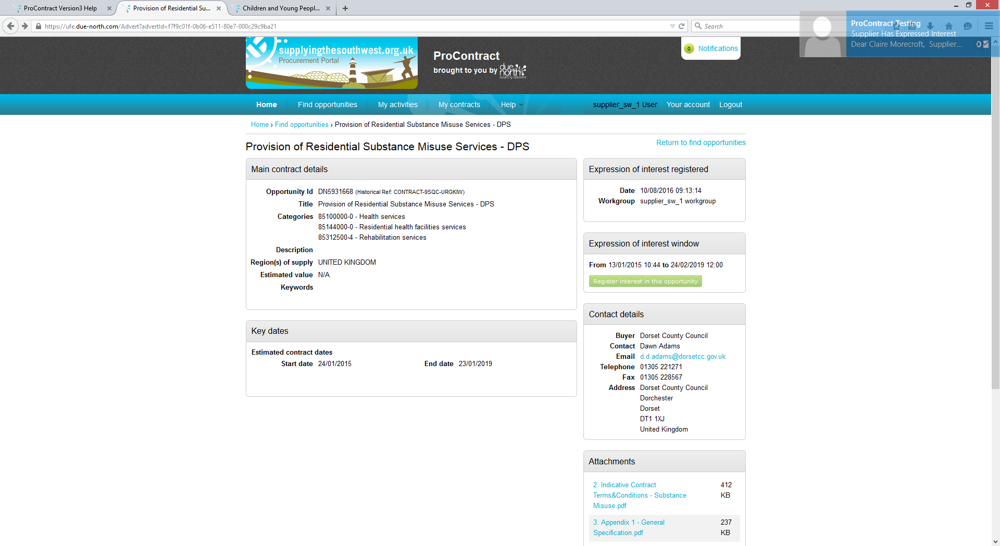 ProContract Version3 Help
Provision of Residential Su...
Children and Young Peopl...
https://ufe.due-north.com/Advert?advertId=f7f9c01f-0b06-e511-80e7-000c29c9ba21
Search
ProContract Testing
Supplier Has Expressed Interest
Dear Claire Morecroft, Supplier...
0
supplyingthesouthwest.org.uk
Procurement Portal
ProContract
brought to you by due north
sourcing solutions
0 Notifications
Home Find opportunities My activities My contracts Help supplier_sw_1 User Your account Logout
Home › Find opportunities › Provision of Residential Substance Misuse Services - DPS
Provision of Residential Substance Misuse Services - DPS
Return to find opportunities
Main contract details
Opportunity Id DN5931668 (Historical Ref: CONTRACT-9SQC-URGKIW)
Title Provision of Residential Substance Misuse Services - DPS
Categories 85100000-0 - Health services
85144000-0 - Residential health facilities services
85312500-4 - Rehabilitation services
Description
Region(s) of supply UNITED KINGDOM
Estimated value N/A
Keywords
Key dates
Estimated contract dates
Start date 24/01/2015 End date 23/01/2019
Expression of interest registered
Date 10/08/2016 09:13:14
Workgroup supplier_sw_1 workgroup
Expression of interest window
From 13/01/2015 10:44 to 24/02/2019 12:00
Register interest in this opportunity
Contact details
Buyer Dorset County Council
Contact Dawn Adams
Email d.d.adams@dorsetcc.gov.uk
Telephone 01305 221271
Fax 01305 228567
Address Dorset County Council
Dorchester
Dorset
DT1 1XJ
United Kingdom
Attachments
2. Indicative Contract 412
Terms&Conditions - Substance KB
Misuse.pdf
3. Appendix 1 - General 237
Specification.pdf KB